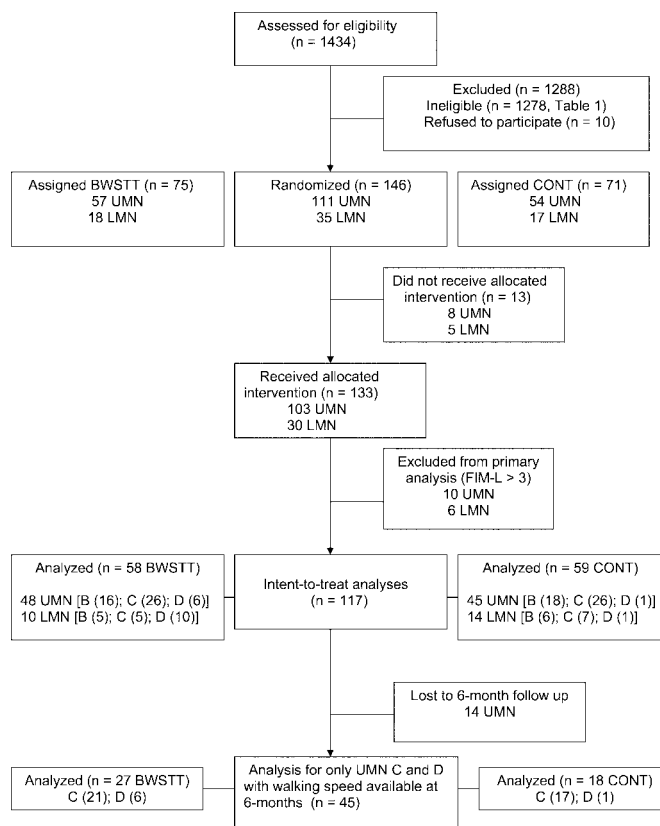 Assessed for eligibility
(n = 1434)
Excluded (n = 1288)
Ineligible (n = 1278, Table 1)
Refused to participate (n = 10)
Assigned BWSTT (n = 75)
57 UMN
18 LMN
Randomized (n = 146)
111 UMN
35 LMN
Assigned CONT (n = 71)
54 UMN
17 LMN
Did not receive allocated
intervention (n = 13)
8 UMN
5 LMN
Received allocated
intervention (n = 133)
103 UMN
30 LMN
Excluded from primary
analysis (FIM-L > 3)
10 UMN
6 LMN
Analyzed (n = 58 BWSTT)
48 UMN [B (16); C (26); D (6)]
10 LMN [B (5); C (5); D (10)]
Intent-to-treat analyses
(n = 117)
Analyzed (n = 59 CONT)
45 UMN [B (18); C (26); D (1)]
14 LMN [B (6); C (7); D (1)]
Lost to 6-month follow up
14 UMN
Analyzed (n = 27 BWSTT)
C (21); D (6)
Analysis for only UMN C and D
with walking speed available at
6-months (n = 45)
Analyzed (n = 18 CONT)
C (17); D (1)